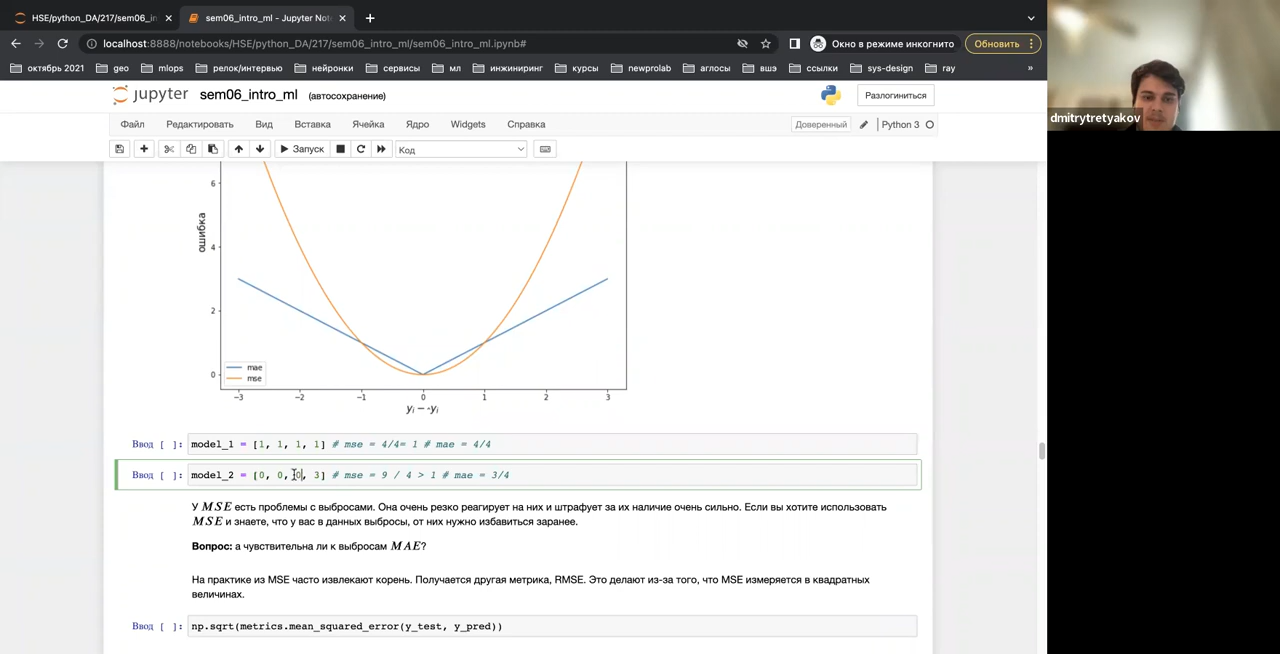 HSE/python_DA/217/sem06_in
sem06_intro_ml - Jupyter Not
localhost:8888/notebooks/HSE/python_DA/217/sem06_intro_ml/sem06_intro_ml.ipynb#
Окно в режиме инкогнито
Обновить
октябрь 2021 geo mlops релок/интервью нейронки сервисы мл инжиниринг курсы newprolab аглосы вшэ ссылки sys-design ray »
dmitrytretyakov
jupyter sem06_intro_ml (автосохранение)
Разлогиниться
Файл Редактировать Вид Вставка Ячейка Ядро Widgets Справка
Доверенный Python 3
Запуск Код
6
4
2
0
ошибка
mae
mse
−3 −2 −1 0 1 2 3
yᵢ − ŷᵢ
Ввод [ ]: model_1 = [1, 1, 1, 1] # mse = 4/4= 1 # mae = 4/4
Ввод [ ]: model_2 = [0, 0, 0, 3] # mse = 9 / 4 > 1 # mae = 3/4
У MSE есть проблемы с выбросами. Она очень резко реагирует на них и штрафует за их наличие очень сильно. Если вы хотите использовать
MSE и знаете, что у вас в данных выбросы, от них нужно избавиться заранее.
Вопрос: а чувствительна ли к выбросам MAE?
На практике из MSE часто извлекают корень. Получается другая метрика, RMSE. Это делают из-за того, что MSE измеряется в квадратных
величинах.
Ввод [ ]: np.sqrt(metrics.mean_squared_error(y_test, y_pred))